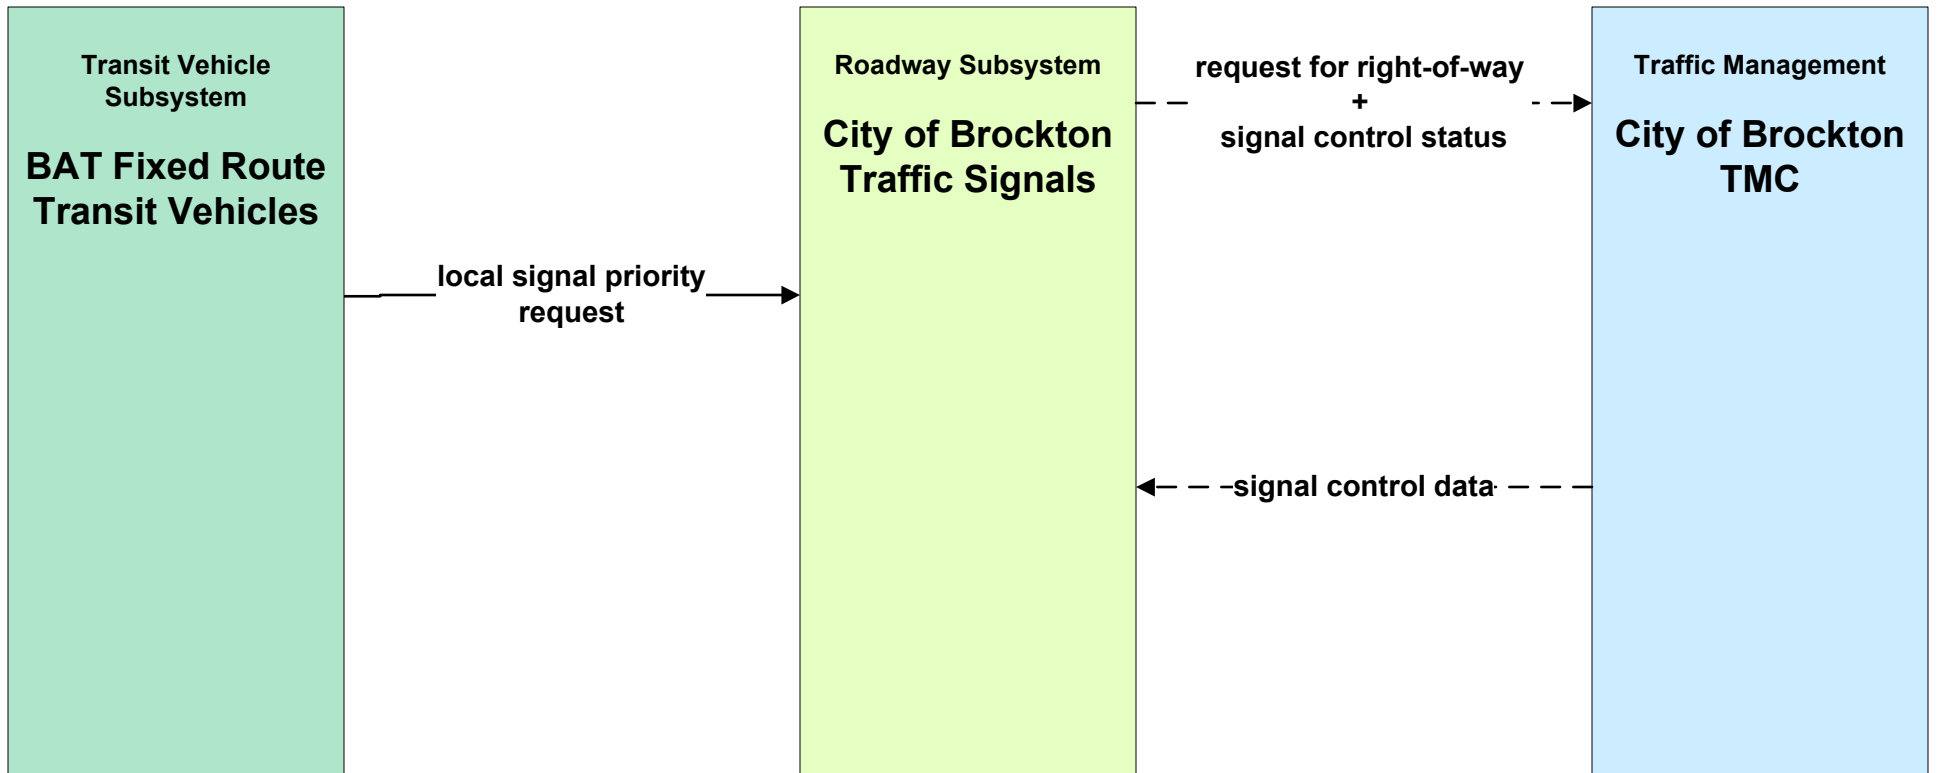 Transit Vehicle
Subsystem
BAT Fixed Route
Transit Vehicles
local signal priority
request
Roadway Subsystem
City of Brockton
Traffic Signals
request for right-of-way
+
signal control status
signal control data
Traffic Management
City of Brockton
TMC